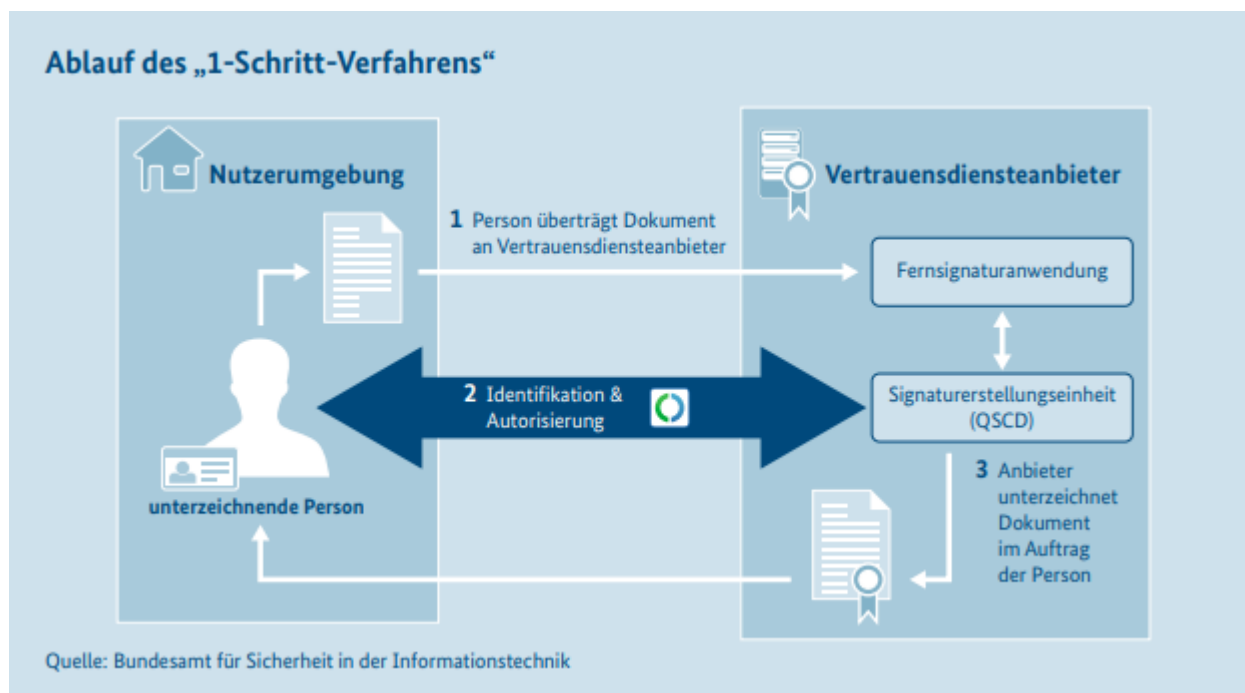 Ablauf des „1-Schritt-Verfahrens“
Nutzerumgebung
Vertrauensdiensteanbieter
1 Person überträgt Dokument
an Vertrauensdiensteanbieter
Fernsignaturanwendung
2 Identifikation &
Autorisierung
Signaturerstellungseinheit
(QSCD)
3 Anbieter
unterzeichnet
Dokument
im Auftrag
der Person
unterzeichnende Person
Quelle: Bundesamt für Sicherheit in der Informationstechnik